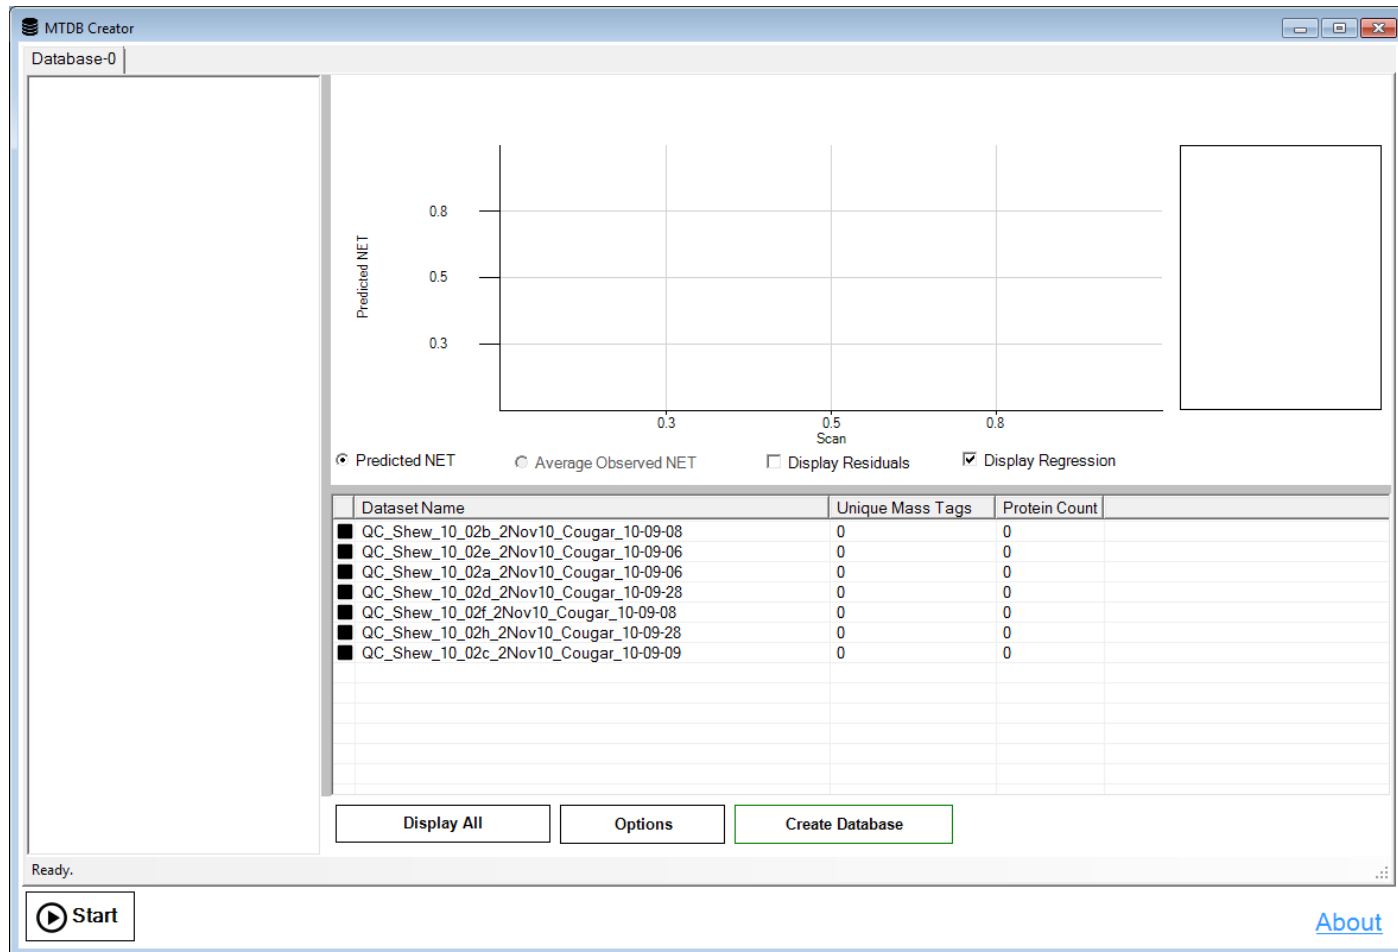 MTDB Creator
Database-0
0.8
0.5
0.3
Predicted NET
0.3 0.5 0.8
Scan
Predicted NET Average Observed NET Display Residuals Display Regression
Dataset Name Unique Mass Tags Protein Count
QC_Shew_10_02b_2Nov10_Cougar_10-09-08 0 0
QC_Shew_10_02e_2Nov10_Cougar_10-09-06 0 0
QC_Shew_10_02a_2Nov10_Cougar_10-09-06 0 0
QC_Shew_10_02d_2Nov10_Cougar_10-09-28 0 0
QC_Shew_10_02f_2Nov10_Cougar_10-09-08 0 0
QC_Shew_10_02h_2Nov10_Cougar_10-09-28 0 0
QC_Shew_10_02c_2Nov10_Cougar_10-09-09 0 0
Display All Options Create Database
Ready.
Start
About